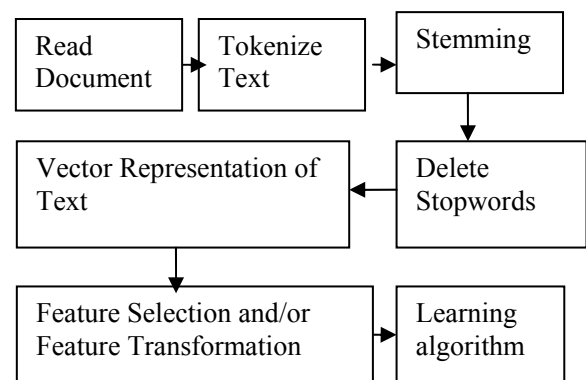 Read
Document
Tokenize
Text
Stemming
Vector Representation of
Text
Delete
Stopwords
Feature Selection and/or
Feature Transformation
Learning
algorithm